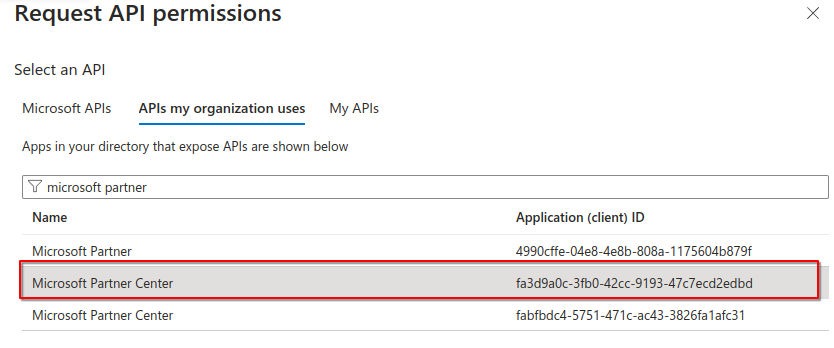 Request API permissions
Select an API
Microsoft APIs APIs my organization uses My APIs
Apps in your directory that expose APIs are shown below
microsoft partner
Name Application (client) ID
Microsoft Partner 4990cffe-04e8-4e8b-808a-1175604b879f
Microsoft Partner Center fa3d9a0c-3fb0-42cc-9193-47c7ecd2edbd
Microsoft Partner Center fabfbdc4-5751-471c-ac43-3826fa1afc31